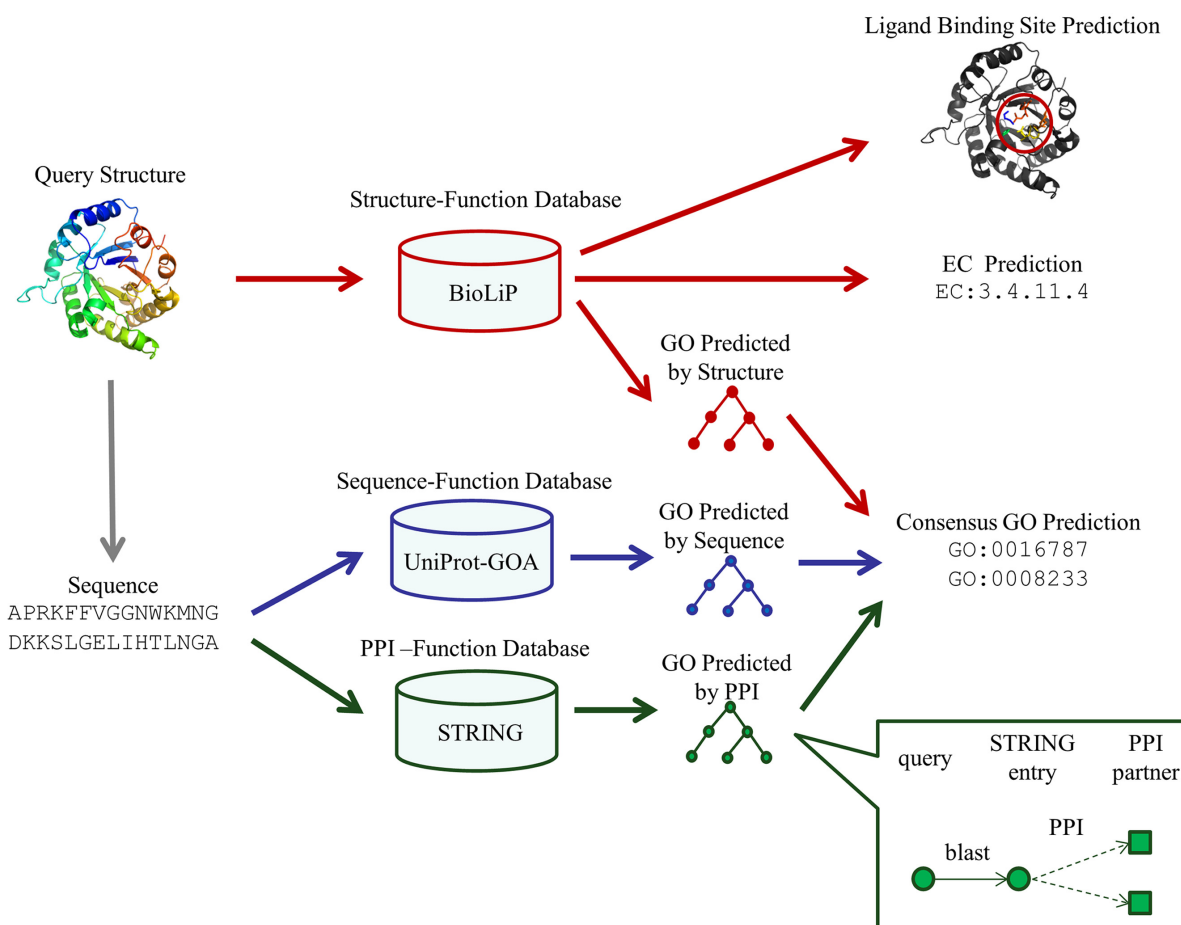 Ligand Binding Site Prediction
Query Structure
Structure-Function Database
BioLiP
EC  Prediction
EC:3.4.11.4
GO Predicted
by Structure
Sequence-Function Database
UniProt-GOA
GO Predicted
by Sequence
Consensus GO Prediction
GO:0016787
GO:0008233
Sequence
APRKFFVGGNWKMNG
DKKSLGELIHTLNGA
PPI –Function Database
STRING
GO Predicted
by PPI
query
STRING
entry
PPI
partner
blast
PPI